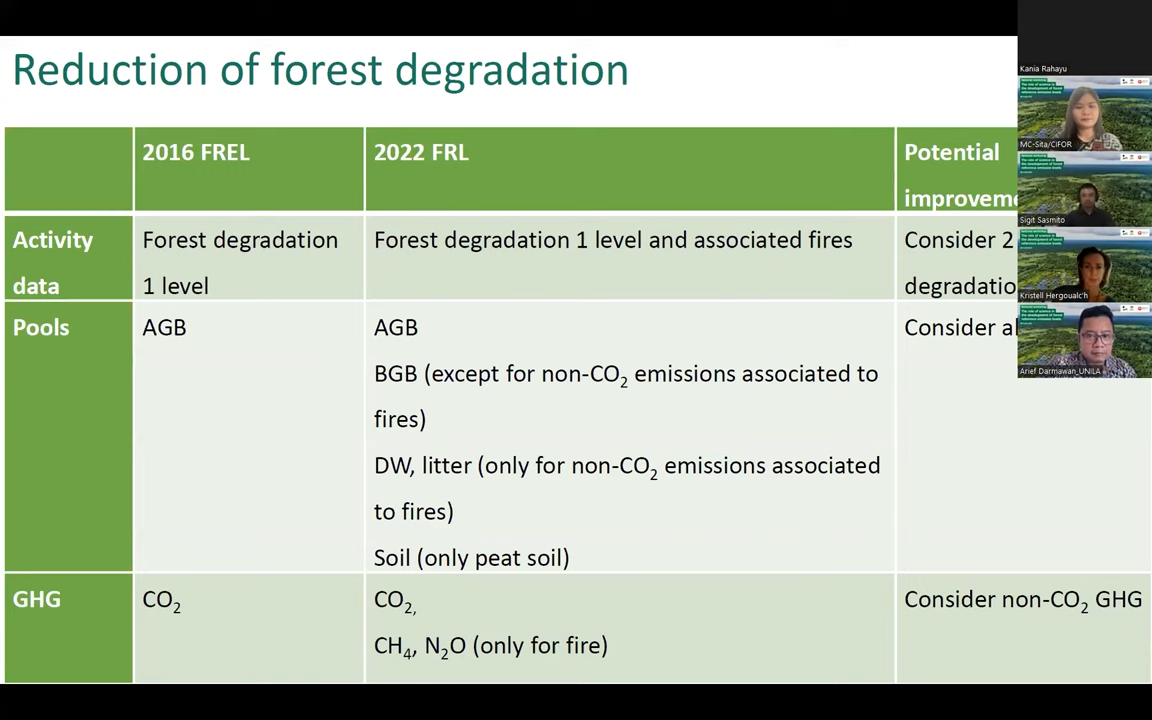 Reduction of forest degradation
2016 FREL
2022 FRL
Potential
Activity
data
Forest degradation
1 level
Forest degradation 1 level and associated fires
Consider 2
Pools
AGB
AGB
BGB (except for non-CO₂ emissions associated to
fires)
DW, litter (only for non-CO₂ emissions associated
to fires)
Soil (only peat soil)
Consider
GHG
CO₂
CO₂,
CH₄, N₂O (only for fire)
Consider non-CO₂ GHG
Kania Rahayu
MC-Sita/CIFOR
Sigit Sasmito
Kristell Hergoualc'h
Arief Darmawan_UNILA